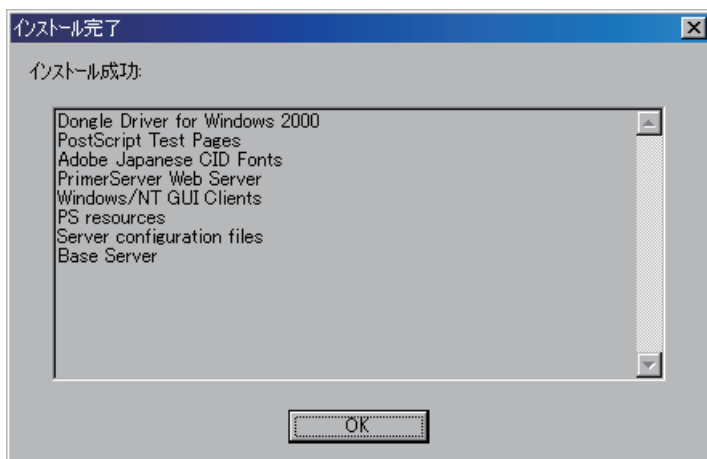 インストール完了
インストール成功:
Dongle Driver for Windows 2000
PostScript Test Pages
Adobe Japanese CID Fonts
PrimerServer Web Server
Windows/NT GUI Clients
PS resources
Server configuration files
Base Server
OK